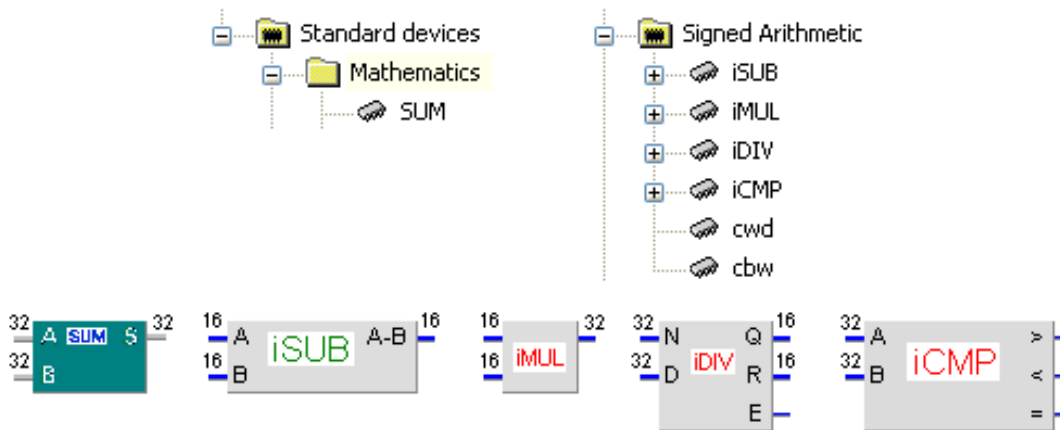 Standard devices
Mathematics
SUM
Signed Arithmetic
iSUB
iMUL
iDIV
iCMP
cwd
cbw
32 A SUM S 32
32 B
16 A iSUB A-B 16
16 B
16 iMUL 32
16
32 N iDIV Q 16
32 D R 16
E
32 A iCMP >
32 B <
=